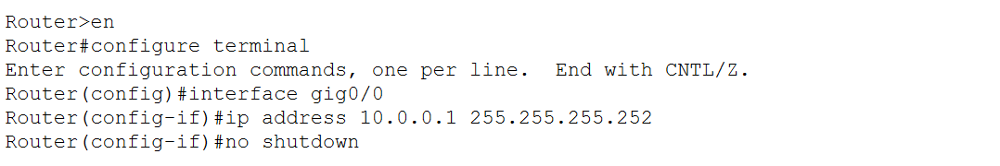 Router>en
Router#configure terminal
Enter configuration commands, one per line.  End with CNTL/Z.
Router(config)#interface gig0/0
Router(config-if)#ip address 10.0.0.1 255.255.255.252
Router(config-if)#no shutdown